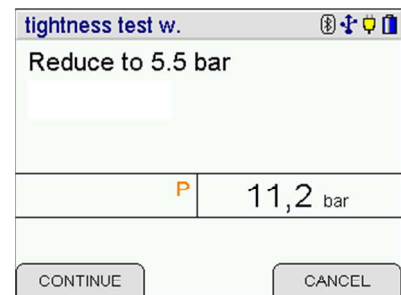 tightness test w.
Reduce to 5.5 bar
P 11,2 bar
CONTINUE CANCEL